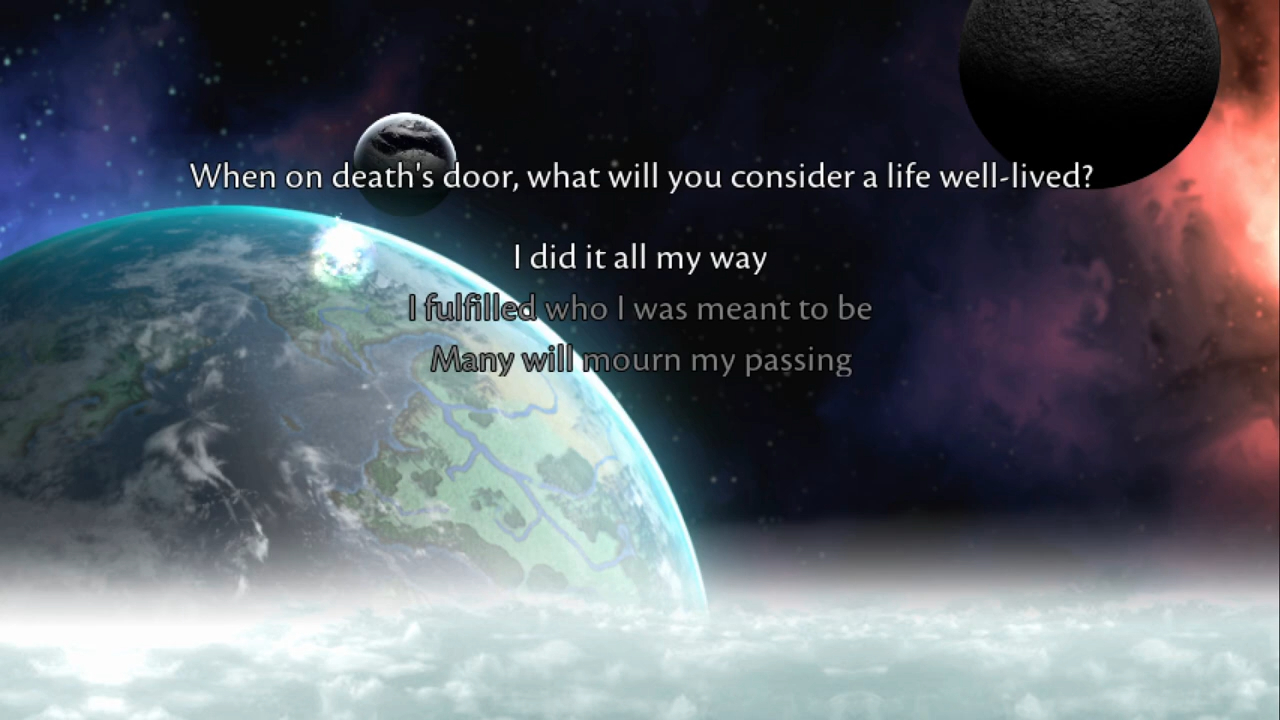 When on death's door, what will you consider a life well-lived?
I did it all my way
I fulfilled who I was meant to be
Many will mourn my passing